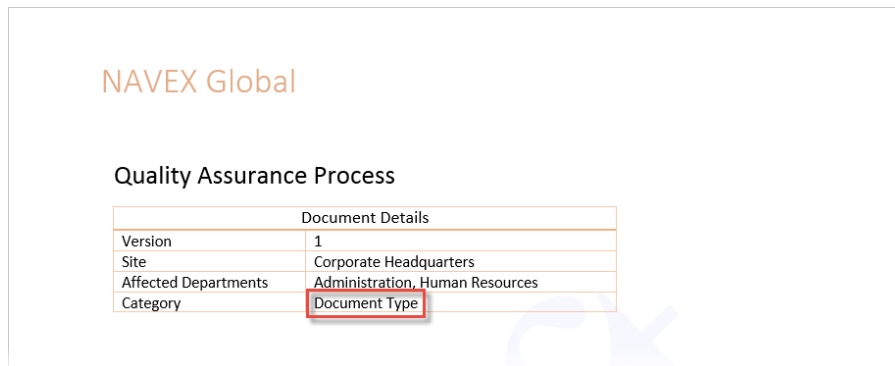 NAVEX Global
Quality Assurance Process
Document Details
Version 1
Site Corporate Headquarters
Affected Departments Administration, Human Resources
Category Document Type